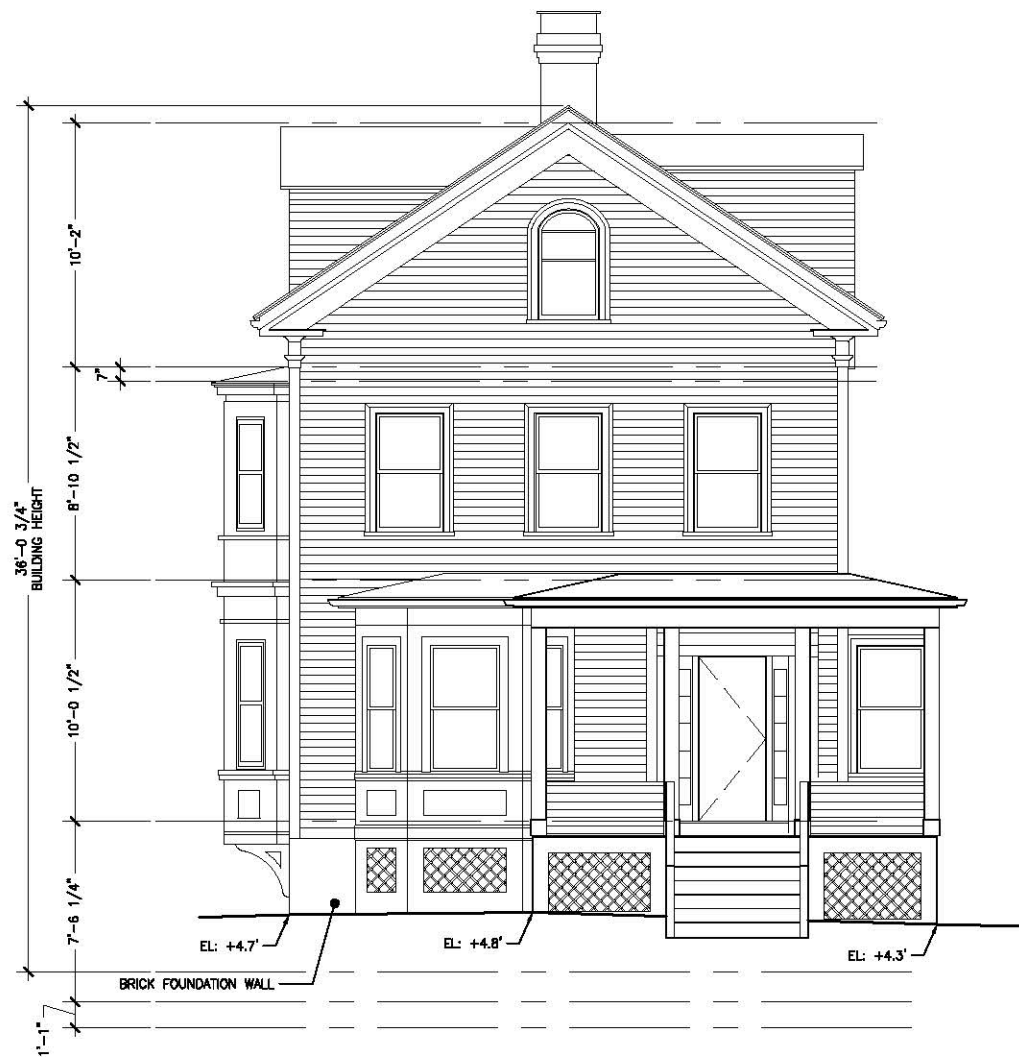 10'-2"
7"
8'-10 1/2"
36'-0 3/4"
BUILDING HEIGHT
10'-0 1/2"
7'-6 1/4"
EL: +4.7'
EL: +4.8'
EL: +4.3'
BRICK FOUNDATION WALL
1'-1"